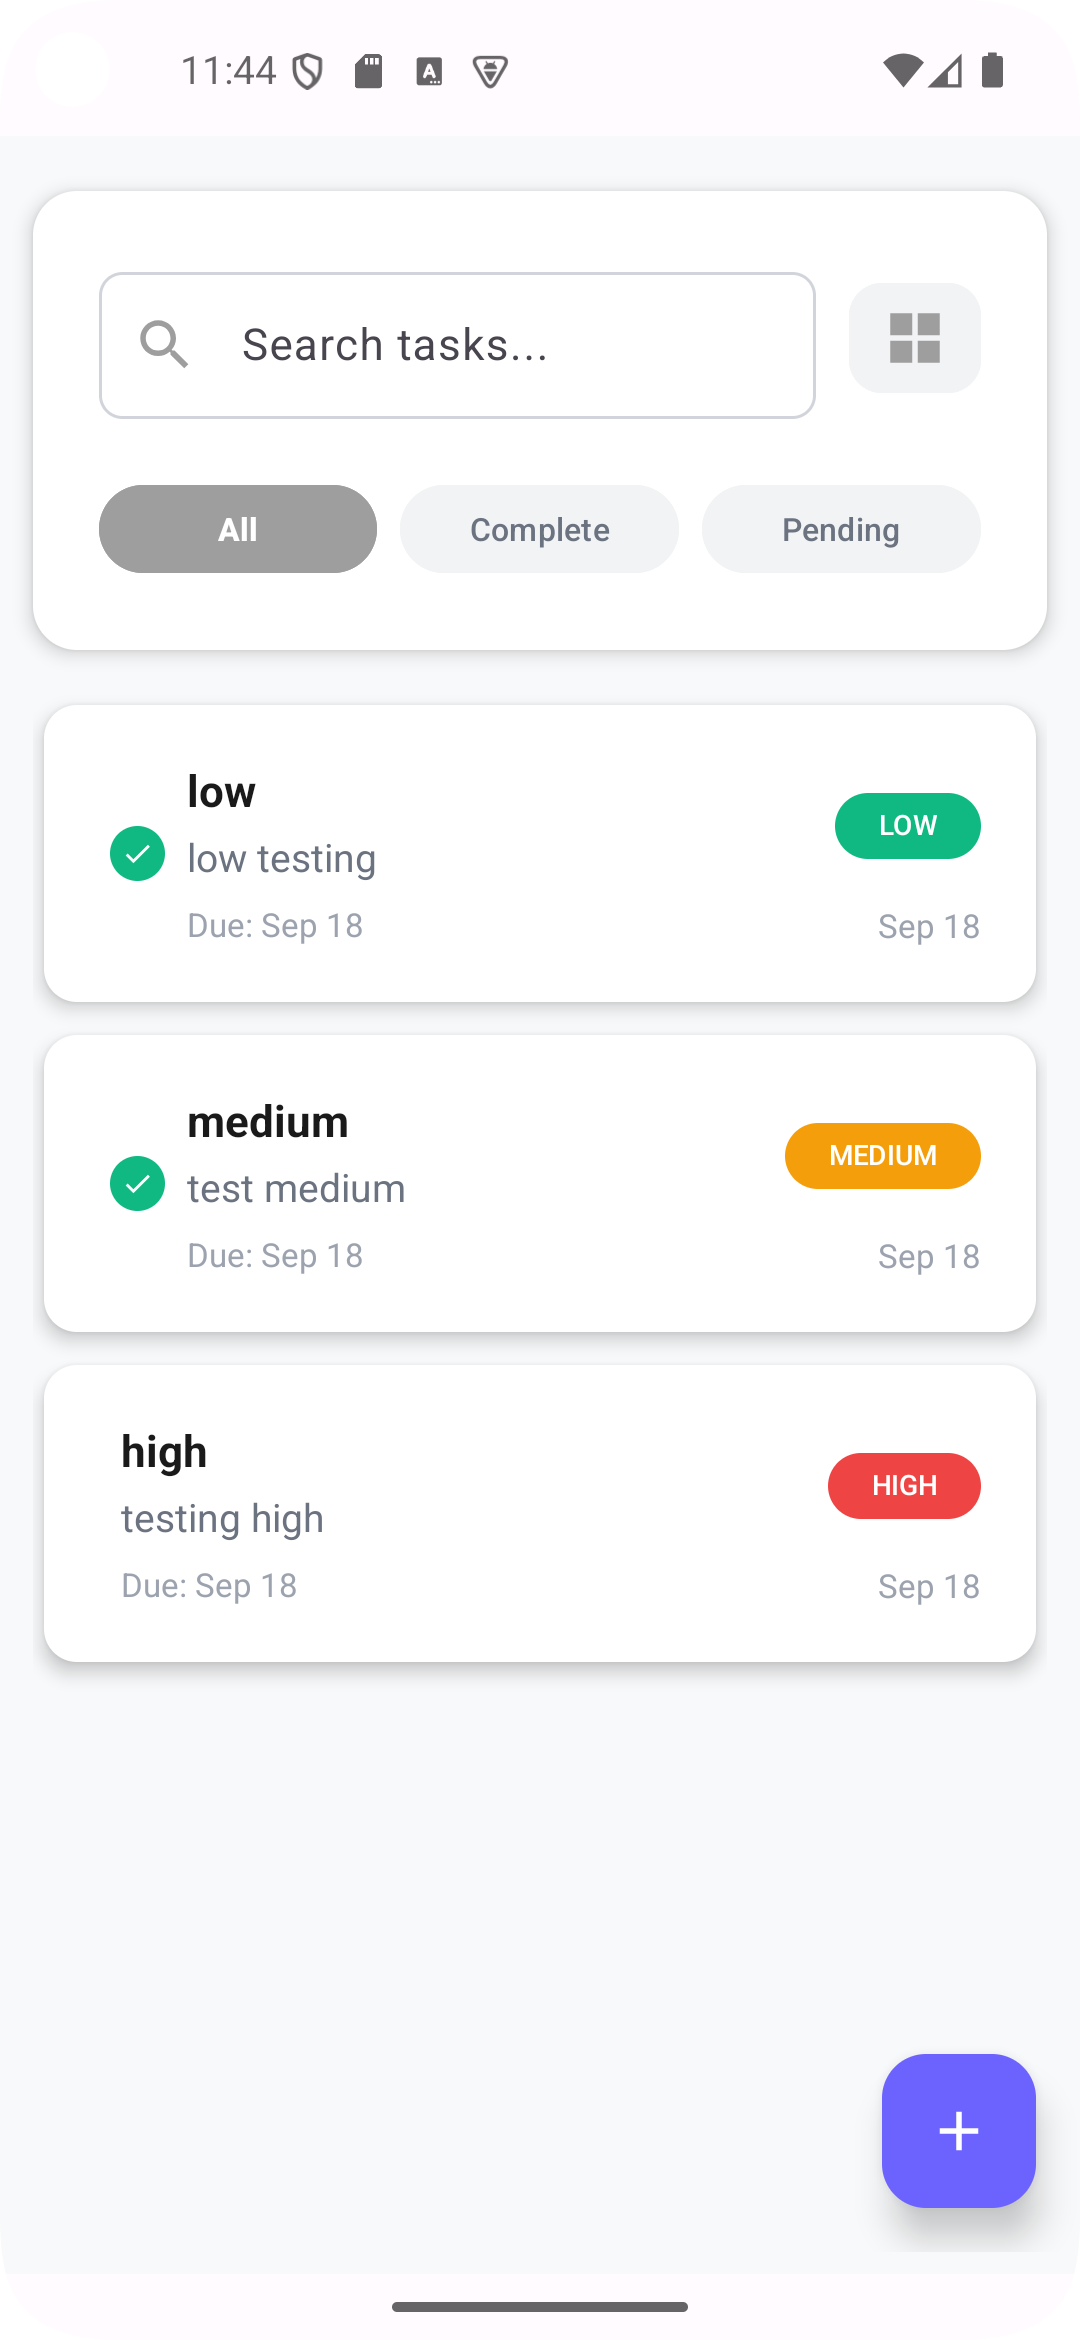 11:44
Search tasks...
All Complete Pending
low
LOW
low testing
Due: Sep 18 Sep 18
medium
MEDIUM
test medium
Due: Sep 18 Sep 18
high
HIGH
testing high
Due: Sep 18 Sep 18